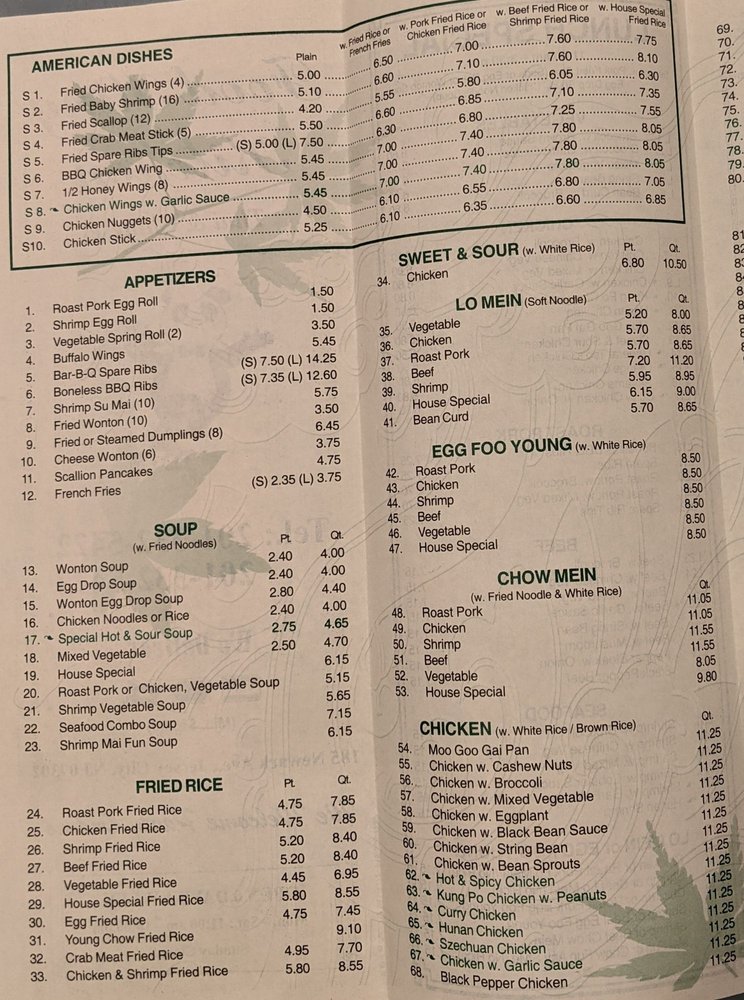 AMERICAN DISHES Plain w. Fried Rice or French Fries w. Pork Fried Rice or Chicken Fried Rice w. Beef Fried Rice or Shrimp Fried Rice w. House Special Fried Rice
S 1. Fried Chicken Wings (4) 5.00 6.50 7.00 7.60 7.75
S 2. Fried Baby Shrimp (16) 5.10 6.60 7.10 7.60 8.10
S 3. Fried Scallop (12) 4.20 5.55 5.80 6.05 6.30
S 4. Fried Crab Meat Stick (5) 5.50 6.60 6.85 7.10 7.35
S 5. Fried Spare Ribs Tips (S) 5.00 (L) 7.50 6.30 6.80 7.25 7.55
S 6. BBQ Chicken Wing 5.45 7.00 7.40 7.80 8.05
S 7. 1/2 Honey Wings (8) 5.45 7.00 7.40 7.80 8.05
S 8. Chicken Wings w. Garlic Sauce 5.45 7.00 7.40 7.80 8.05
S 9. Chicken Nuggets (10) 4.50 6.10 6.55 6.80 7.05
S10. Chicken Stick 5.25 6.10 6.35 6.60 6.85
APPETIZERS
1. Roast Pork Egg Roll 1.50
2. Shrimp Egg Roll 1.50
3. Vegetable Spring Roll (2) 3.50
4. Buffalo Wings 5.45
5. Bar-B-Q Spare Ribs (S) 7.50 (L) 14.25
6. Boneless BBQ Ribs (S) 7.35 (L) 12.60
7. Shrimp Su Mai (10) 5.75
8. Fried Wonton (10) 3.50
9. Fried or Steamed Dumplings (8) 6.45
10. Cheese Wonton (6) 3.75
11. Scallion Pancakes 4.75
12. French Fries (S) 2.35 (L) 3.75
SOUP
(w. Fried Noodles) Pt. Qt.
13. Wonton Soup 2.40 4.00
14. Egg Drop Soup 2.40 4.00
15. Wonton Egg Drop Soup 2.80 4.40
16. Chicken Noodles or Rice 2.40 4.00
17. Special Hot & Sour Soup 2.75 4.65
18. Mixed Vegetable 2.50 4.70
19. House Special 6.15
20. Roast Pork or Chicken, Vegetable Soup 5.15
21. Shrimp Vegetable Soup 5.65
22. Seafood Combo Soup 7.15
23. Shrimp Mai Fun Soup 6.15
FRIED RICE Pt. Qt.
24. Roast Pork Fried Rice 4.75 7.85
25. Chicken Fried Rice 4.75 7.85
26. Shrimp Fried Rice 5.20 8.40
27. Beef Fried Rice 5.20 8.40
28. Vegetable Fried Rice 4.45 6.95
29. House Special Fried Rice 5.80 8.55
30. Egg Fried Rice 4.75 7.45
31. Young Chow Fried Rice 9.10
32. Crab Meat Fried Rice 4.95 7.70
33. Chicken & Shrimp Fried Rice 5.80 8.55
SWEET & SOUR (w. White Rice) Pt. Qt.
34. Chicken 6.80 10.50
LO MEIN (Soft Noodle) Pt. Qt.
35. Vegetable 5.20 8.00
36. Chicken 5.70 8.65
37. Roast Pork 5.70 8.65
38. Beef 7.20 11.20
39. Shrimp 5.95 8.95
40. House Special 6.15 9.00
41. Bean Curd 5.70 8.65
EGG FOO YOUNG (w. White Rice)
42. Roast Pork 8.50
43. Chicken 8.50
44. Shrimp 8.50
45. Beef 8.50
46. Vegetable 8.50
47. House Special 8.50
CHOW MEIN
(w. Fried Noodle & White Rice) Qt.
48. Roast Pork 11.05
49. Chicken 11.05
50. Shrimp 11.55
51. Beef 11.55
52. Vegetable 8.05
53. House Special 9.80
CHICKEN (w. White Rice / Brown Rice) Qt.
54. Moo Goo Gai Pan 11.25
55. Chicken w. Cashew Nuts 11.25
56. Chicken w. Broccoli 11.25
57. Chicken w. Mixed Vegetable 11.25
58. Chicken w. Eggplant 11.25
59. Chicken w. Black Bean Sauce 11.25
60. Chicken w. String Bean 11.25
61. Chicken w. Bean Sprouts 11.25
62. Hot & Spicy Chicken 11.25
63. Kung Po Chicken w. Peanuts 11.25
64. Curry Chicken 11.25
65. Hunan Chicken 11.25
66. Szechuan Chicken 11.25
67. Chicken w. Garlic Sauce 11.25
68. Black Pepper Chicken 11.25
69.
70.
71.
72.
73.
74.
75.
76.
77.
78.
79.
80.